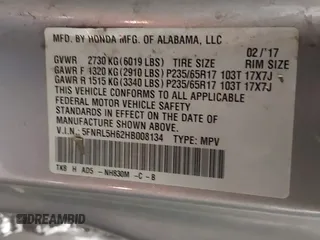 MFD. BY HONDA MFG. OF ALABAMA, LLC
02/'17
GVWR 2730 KG(6019 LBS) TIRE SIZE RIM SIZE
GAWR F 1320 KG(2910 LBS) P235/65R17 103T 17X7J
GAWR R 1515 KG(3340 LBS) P235/65R17 103T 17X7J
THIS VEHICLE CONFORMS TO ALL APPLICABLE
FEDERAL MOTOR VEHICLE SAFETY
STANDARDS IN EFFECT ON THE DATE OF
MANUFACTURE SHOWN ABOVE.
V.I.N.: 5FNRL5H62HB008134 TYPE: MPV
TK8 H AD5 -NH830M -C -B
DREAMBID